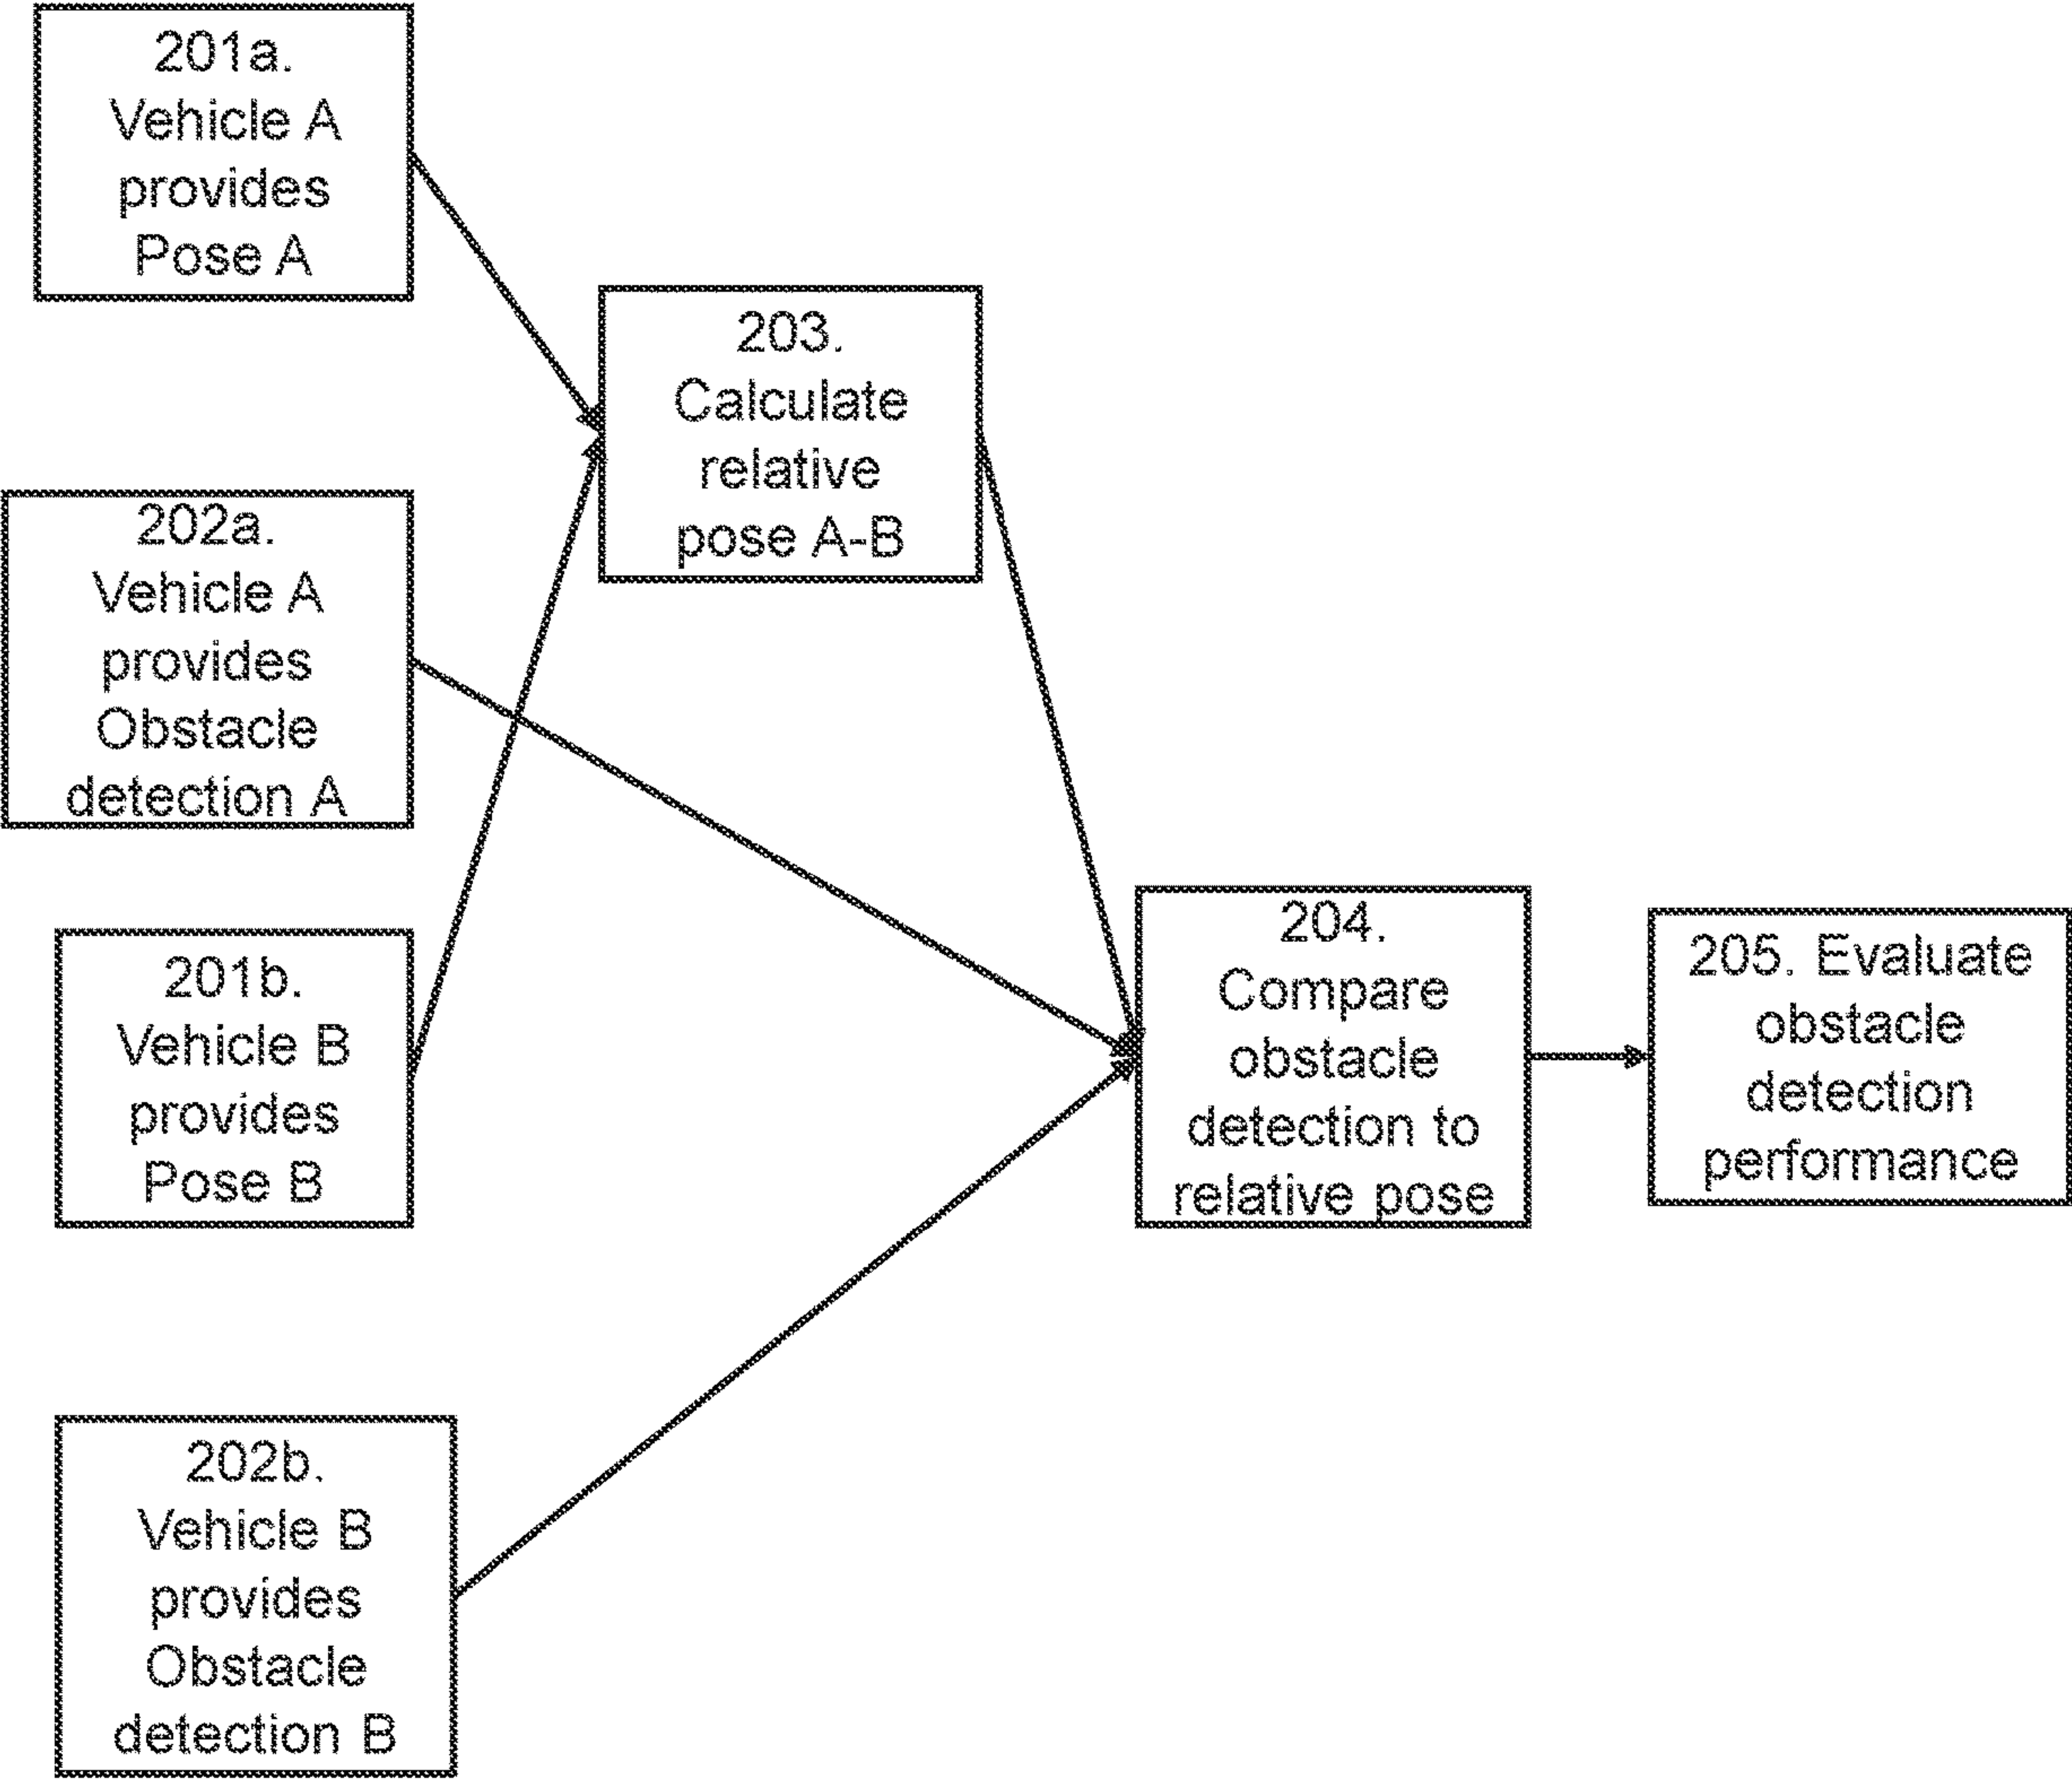 201a.
Vehicle A
provides
Pose A
203.
Calculate
relative
pose A-B
202a.
Vehicle A
provides
Obstacle
detection A
201b.
Vehicle B
provides
Pose B
204.
Compare
obstacle
detection to
relative pose
205. Evaluate
obstacle
detection
performance
202b.
Vehicle B
provides
Obstacle
detection B